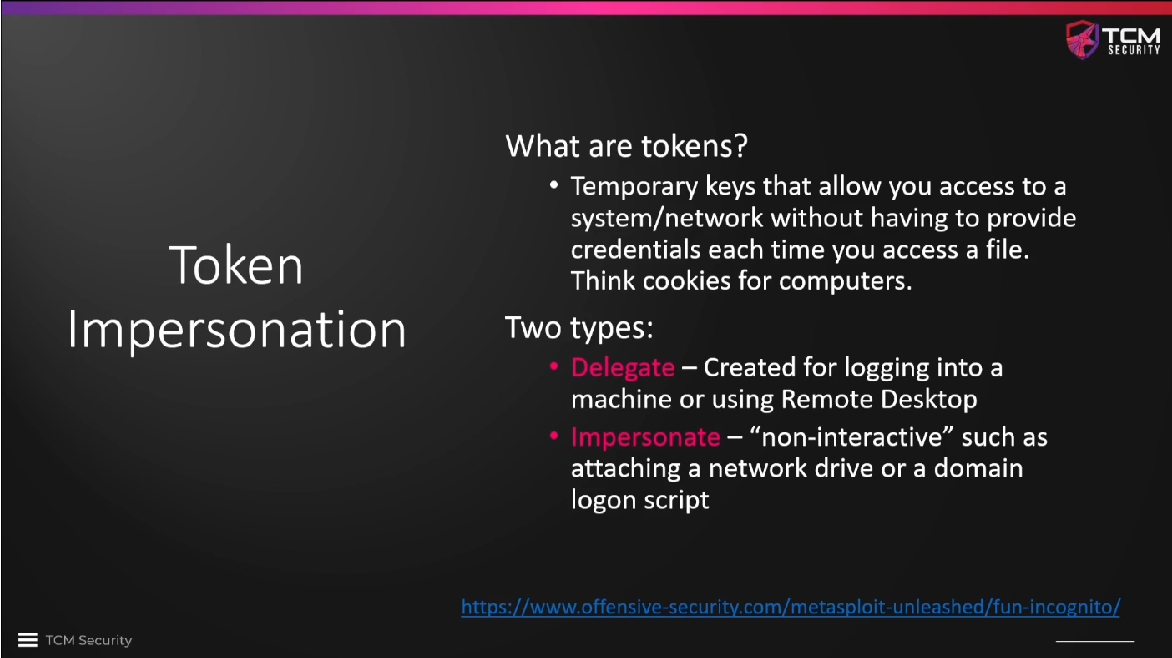 TCM
SECURITY
Token
Impersonation
What are tokens?
• Temporary keys that allow you access to a
system/network without having to provide
credentials each time you access a file.
Think cookies for computers.
Two types:
• Delegate – Created for logging into a
machine or using Remote Desktop
• Impersonate – “non-interactive” such as
attaching a network drive or a domain
logon script
https://www.offensive-security.com/metasploit-unleashed/fun-incognito/
TCM Security